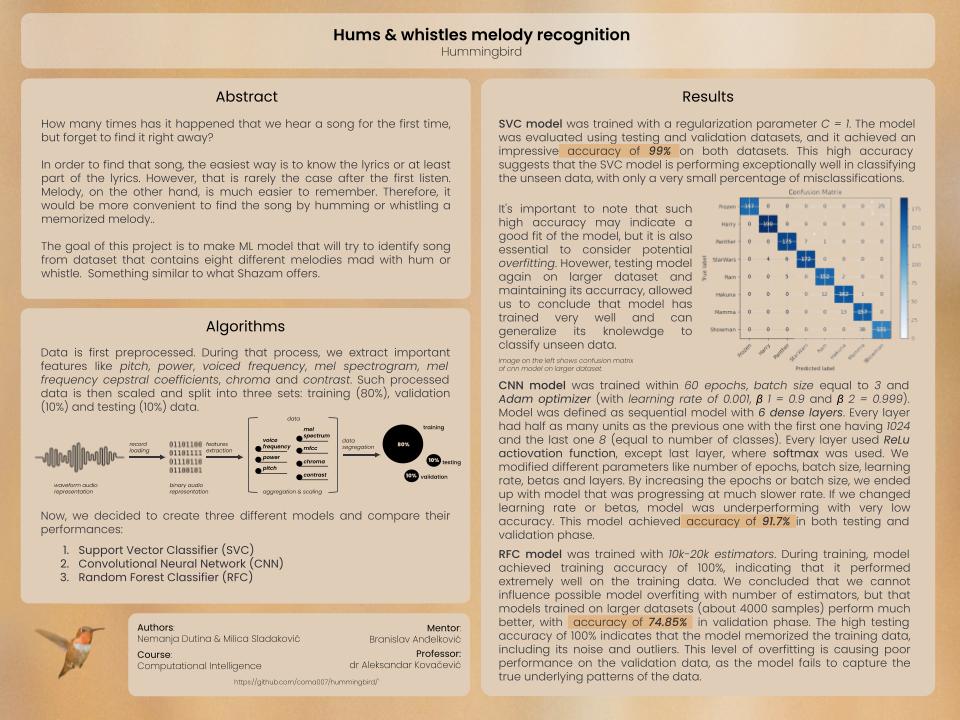 Hums & whistles melody recognition
Hummingbird
Abstract
How many times has it happened that we hear a song for the first time,
but forget to find it right away?
In order to find that song, the easiest way is to know the lyrics or at least
part of the lyrics. However, that is rarely the case after the first listen.
Melody, on the other hand, is much easier to remember. Therefore, it
would be more convenient to find the song by humming or whistling a
memorized melody..
The goal of this project is to make ML model that will try to identify song
from dataset that contains eight different melodies mad with hum or
whistle. Something similar to what Shazam offers.
Algorithms
Data is first preprocessed. During that process, we extract important
features like pitch, power, voiced frequency, mel spectrogram, mel
frequency cepstral coefficients, chroma and contrast. Such processed
data is then scaled and split into three sets: training (80%), validation
(10%) and testing (10%) data.
waveform audio
representation
record
loading
01101100
01101111
01110110
01100101
binary audio
representation
features
extraction
data
voice
frequency
power
pitch
mel
spectrum
mfcc
chroma
contrast
aggregation & scaling
data
segregation
80%
training
10%
testing
10%
validation
Now, we decided to create three different models and compare their
performances:
1. Support Vector Classifier (SVC)
2. Convolutional Neural Network (CNN)
3. Random Forest Classifier (RFC)
Authors:
Nemanja Dutina & Milica Sladaković
Course:
Computational Intelligence
Mentor:
Branislav Anđelković
Professor:
dr Aleksandar Kovačević
https://github.com/coma007/hummingbird/
Results
SVC model was trained with a regularization parameter C = 1. The model
was evaluated using testing and validation datasets, and it achieved an
impressive accuracy of 99% on both datasets. This high accuracy
suggests that the SVC model is performing exceptionally well in classifying
the unseen data, with only a very small percentage of misclassifications.
It's important to note that such
high accuracy may indicate a
good fit of the model, but it is also
essential to consider potential
overfitting. Hovewer, testing model
again on larger dataset and
maintaining its accurracy, allowed
us to conclude that model has
trained very well and can
generalize its knolewdge to
classify unseen data.
Image on the left shows confusion matrix
of cnn model on larger dataset
Confusion Matrix
True label
Frozen 0 0 0 0 0 0 25
Harry 0 0 0 0 0 0 0
Panther 0 0 175 7 1 0 0 0
StarWars 0 4 172 0 0 0 0
Rain 0 0 5 0 152 2 0 0
Hakuna 0 0 0 0 12 1 0
Mamma 0 0 0 0 0 13 0
Showman 0 0 0 0 0 0 38
175
150
125
100
75
50
25
0
Frozen
Harry
Panther
StarWars
Rain
Hakuna
Mamma
Showman
Predicted label
CNN model was trained within 60 epochs, batch size equal to 3 and
Adam optimizer (with learning rate of 0.001, β 1 = 0.9 and β 2 = 0.999).
Model was defined as sequential model with 6 dense layers. Every layer
had half as many units as the previous one with the first one having 1024
and the last one 8 (equal to number of classes). Every layer used ReLu
actiovation function, except last layer, where softmax was used. We
modified different parameters like number of epochs, batch size, learning
rate, betas and layers. By increasing the epochs or batch size, we ended
up with model that was progressing at much slower rate. If we changed
learning rate or betas, model was underperforming with very low
accuracy. This model achieved accuracy of 91.7% in both testing and
validation phase.
RFC model was trained with 10k-20k estimators. During training, model
achieved training accuracy of 100%, indicating that it performed
extremely well on the training data. We concluded that we cannot
influence possible model overfiting with number of estimators, but that
models trained on larger datasets (about 4000 samples) perform much
better, with accuracy of 74.85% in validation phase. The high testing
accuracy of 100% indicates that the model memorized the training data,
including its noise and outliers. This level of overfitting is causing poor
performance on the validation data, as the model fails to capture the
true underlying patterns of the data.